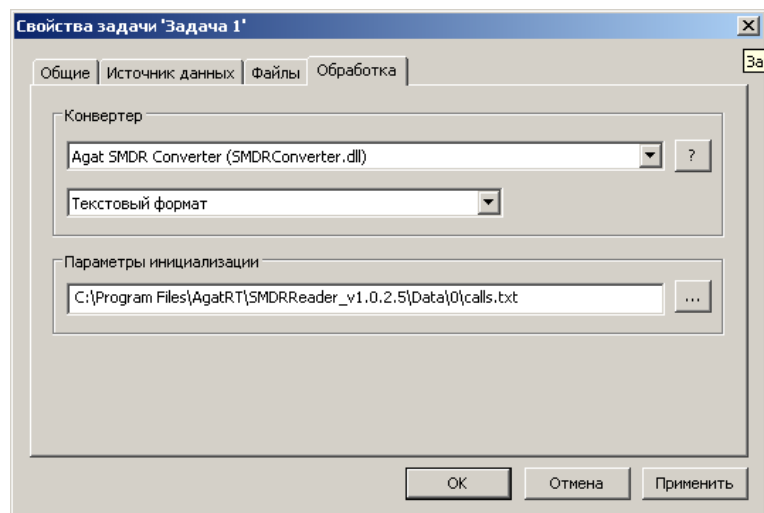 Свойства задачи 'Задача 1'
За
Общие
Источник данных
Файлы
Обработка
Конвертер
Agat SMDR Converter (SMDRConverter.dll)
?
Текстовый формат
Параметры инициализации
C:\Program Files\AgatRT\SMDRReader_v1.0.2.5\Data\0\calls.txt
...
OK
Отмена
Применить